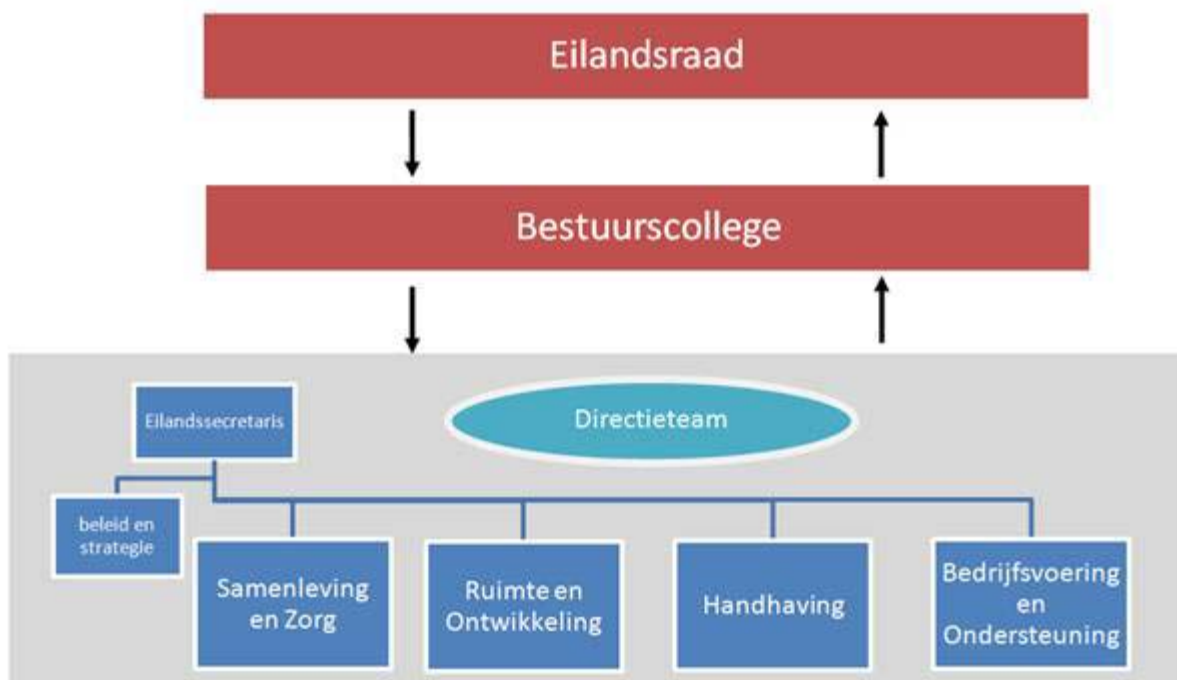 Eilandsraad
Bestuurscollege
Eilandssecretaris
Directieteam
beleid en
strategie
Samenleving
en Zorg
Ruimte en
Ontwikkeling
Handhaving
Bedrijfsvoering
en
Ondersteuning